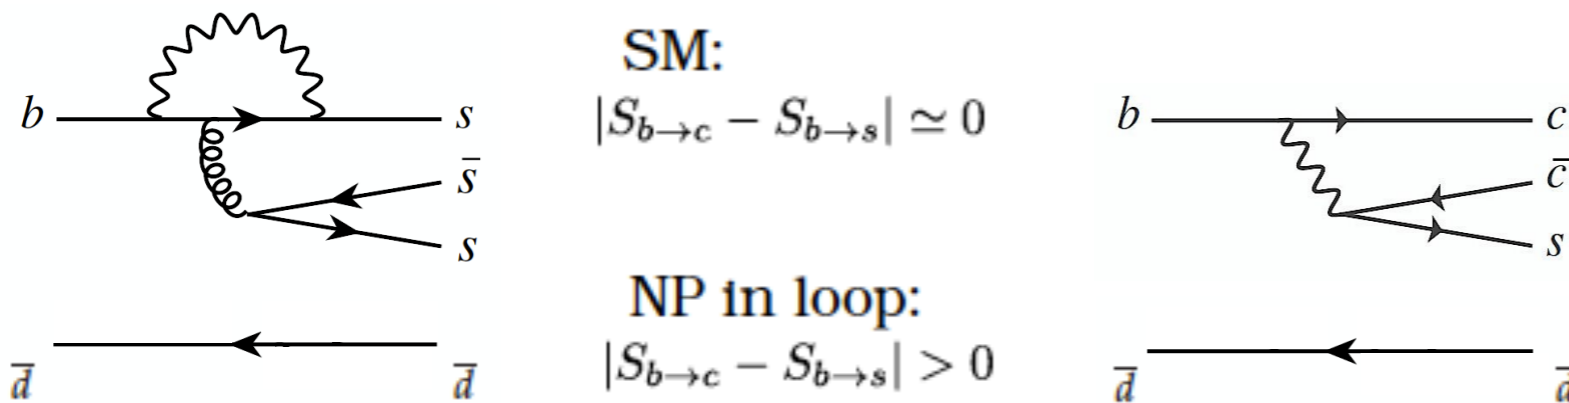 b
s
s̄
s
d̄
d̄
SM:
|S_{b→c} − S_{b→s}| ≃ 0
NP in loop:
|S_{b→c} − S_{b→s}| > 0
b
c
c̄
s
d̄
d̄